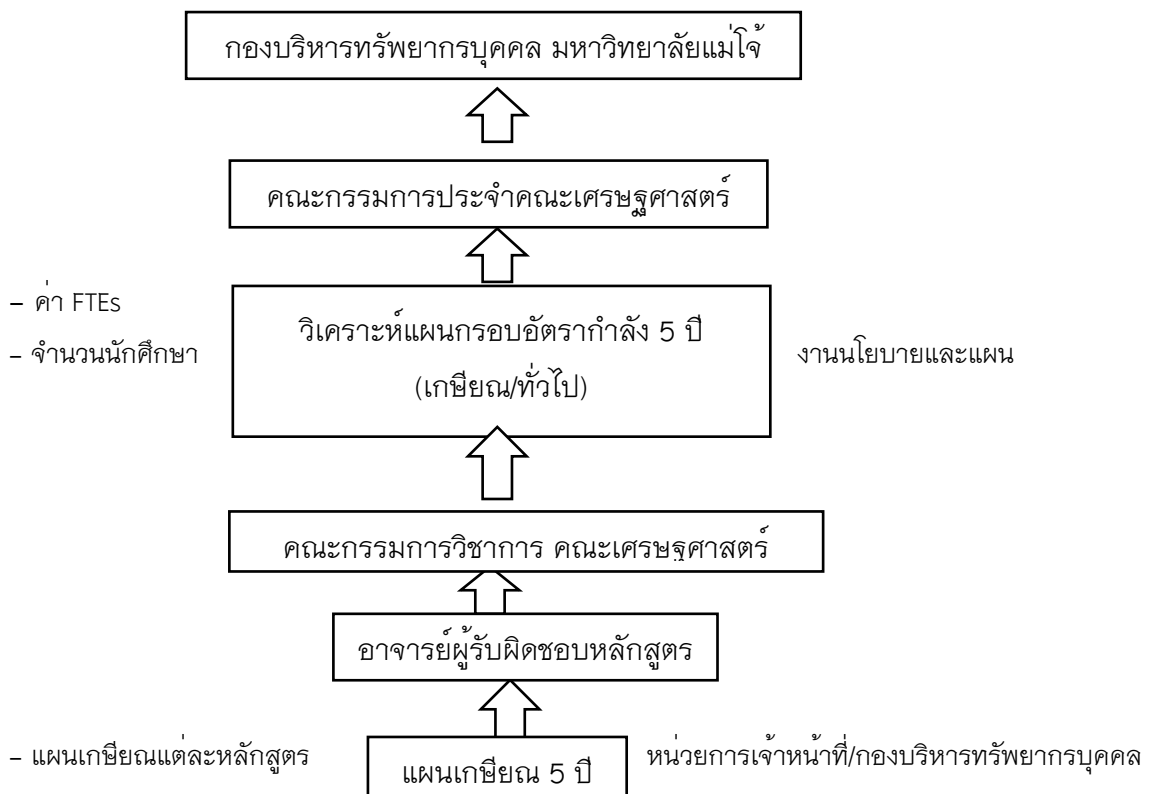 กองบริหารทรัพยากรบุคคล มหาวิทยาลัยแม่โจ้
คณะกรรมการประจำคณะเศรษฐศาสตร์
– ค่า FTEs
– จำนวนนักศึกษา
วิเคราะห์แผนกรอบอัตรากำลัง 5 ปี
(เกษียณ/ทั่วไป)
งานนโยบายและแผน
คณะกรรมการวิชาการ คณะเศรษฐศาสตร์
อาจารย์ผู้รับผิดชอบหลักสูตร
– แผนเกษียณแต่ละหลักสูตร
แผนเกษียณ 5 ปี
หน่วยการเจ้าหน้าที่/กองบริหารทรัพยากรบุคคล